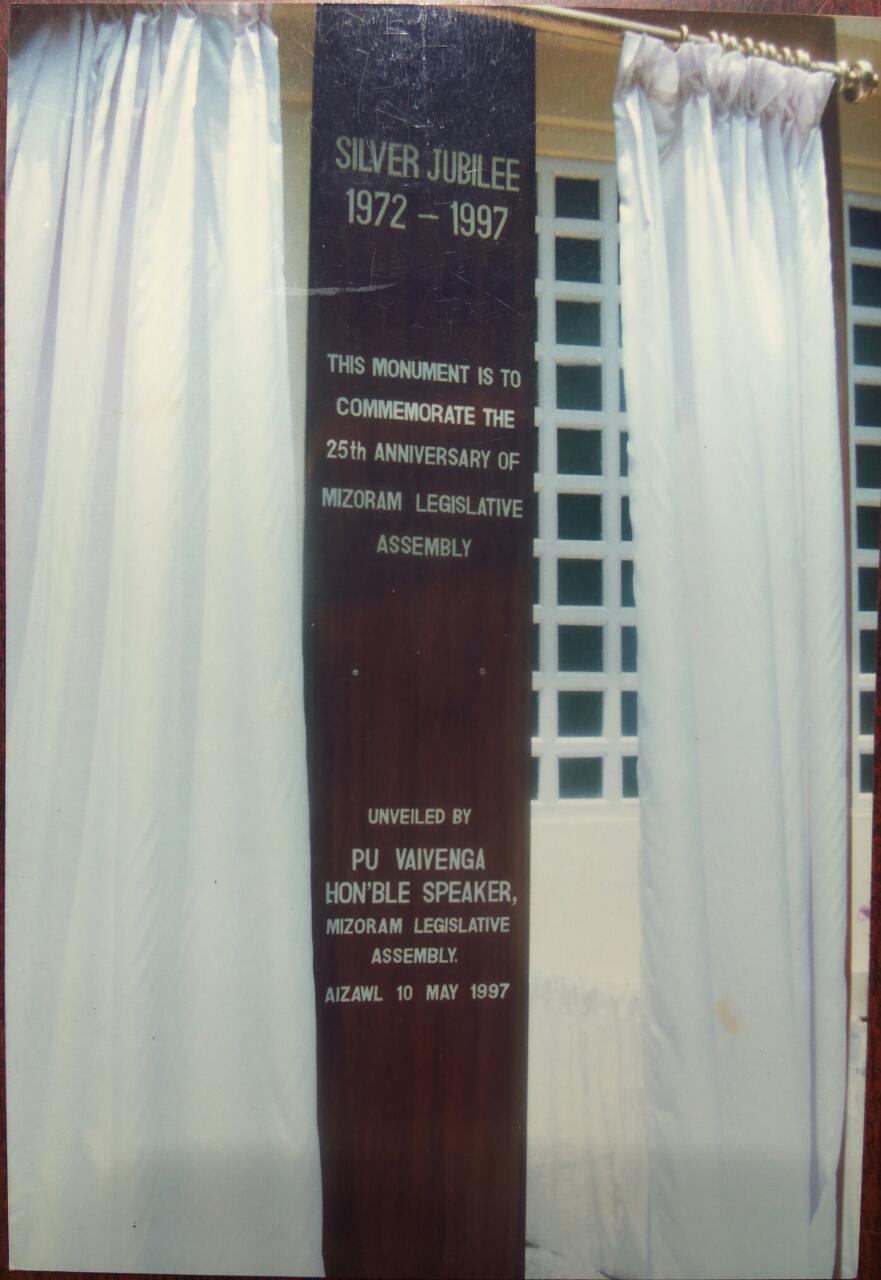 SILVER JUBILEE
1972 – 1997
THIS MONUMENT IS TO
COMMEMORATE THE
25th ANNIVERSARY OF
MIZORAM LEGISLATIVE
ASSEMBLY
UNVEILED BY
PU VAIVENGA
HON'BLE SPEAKER,
MIZORAM LEGISLATIVE
ASSEMBLY.
AIZAWL 10 MAY 1997